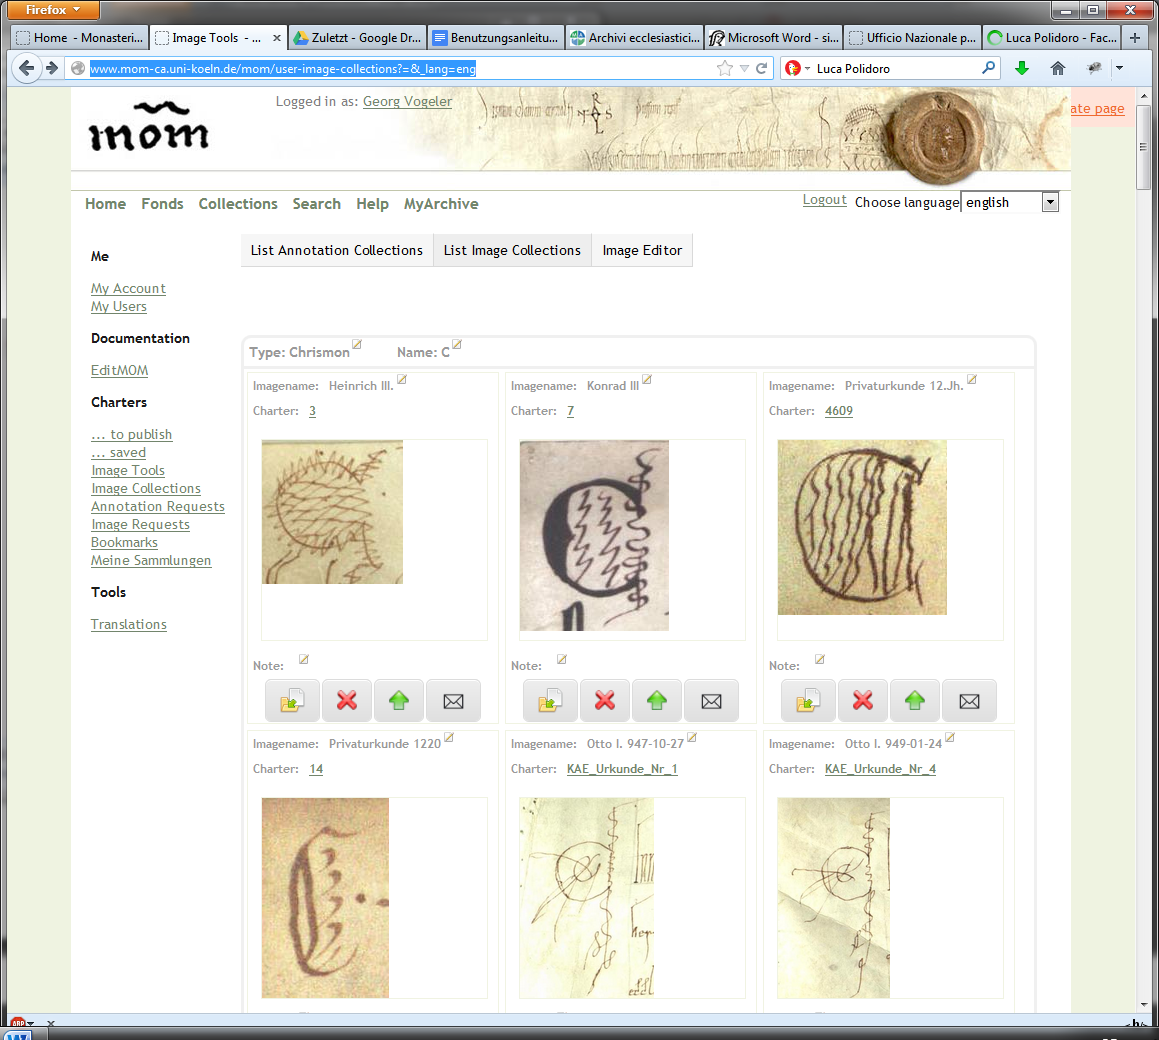 Firefox
Home - Monasteri...
Image Tools - ...
Zuletzt - Google Dr...
Benutzungsanleitu...
Archivi ecclesiastici...
Microsoft Word - si...
Ufficio Nazionale p...
Luca Polidoro - Fac...
www.mom-ca.uni-koeln.de/mom/user-image-collections?=&_lang=eng
Luca Polidoro
mom
Logged in as: Georg Vogeler
ate page
Home Fonds Collections Search Help MyArchive
Logout Choose language english
List Annotation Collections List Image Collections Image Editor
Me
My Account
My Users
Documentation
EditMOM
Charters
... to publish
... saved
Image Tools
Image Collections
Annotation Requests
Image Requests
Bookmarks
Meine Sammlungen
Tools
Translations
Type: Chrismon Name: C
Imagename: Heinrich III.
Charter: 3
Note:
Imagename: Konrad III
Charter: 7
Note:
Imagename: Privaturkunde 12.Jh.
Charter: 4609
Note:
Imagename: Privaturkunde 1220
Charter: 14
Imagename: Otto I. 947-10-27
Charter: KAE_Urkunde_Nr_1
Imagename: Otto I. 949-01-24
Charter: KAE_Urkunde_Nr_4
ABP